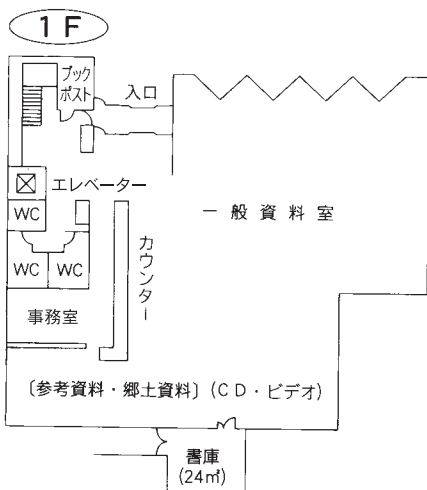 1F
ブック
ポスト
入口
エレベーター
WC
一般資料室
カウンター
WC
WC
事務室
〔参考資料・郷土資料〕(CD・ビデオ)
書庫
(24㎡)